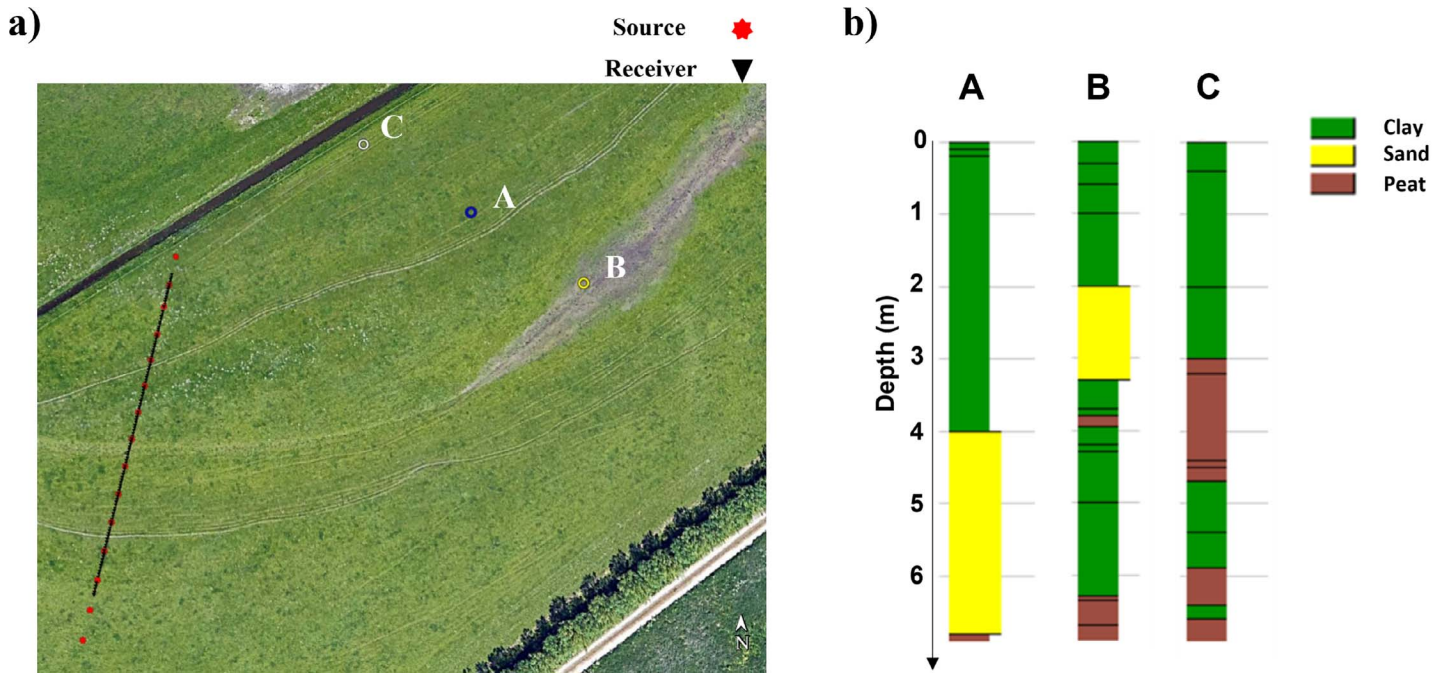 a)
Source
Receiver
C
A
B
N
b)
A B C
0
1
2
3
4
5
6
Depth (m)
Clay
Sand
Peat